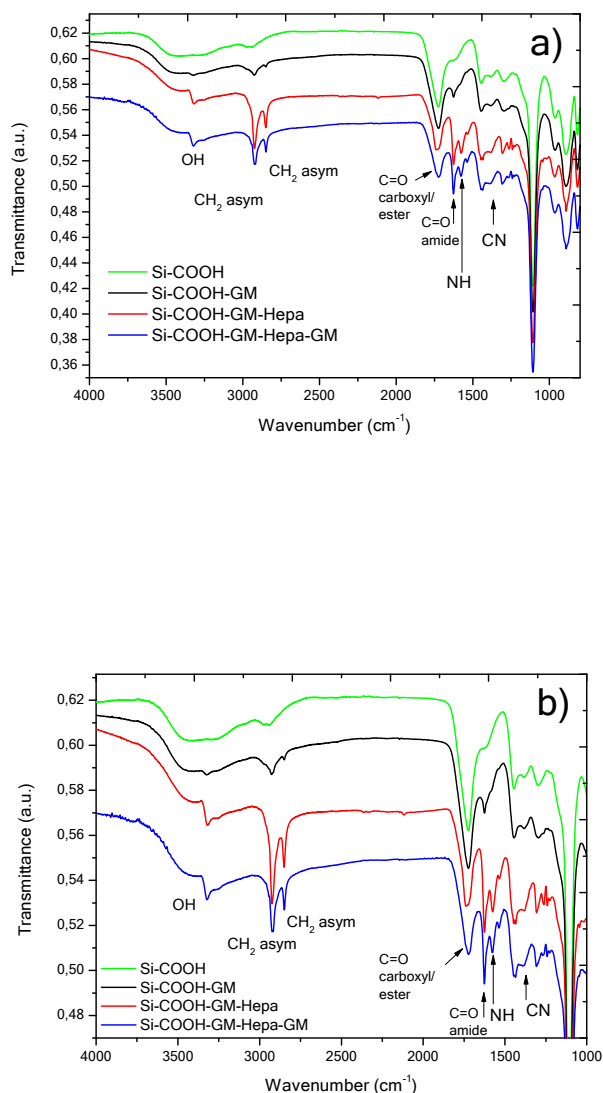 a)
0,62
0,60
0,58
0,56
0,54
0,52
0,50
0,48
0,46
0,44
0,42
0,40
0,38
0,36
Transmittance (a.u.)
OH
CH2 asym
CH2 asym
C=O
carboxyl/
ester
C=O
amide
NH
CN
Si-COOH
Si-COOH-GM
Si-COOH-GM-Hepa
Si-COOH-GM-Hepa-GM
4000 3500 3000 2500 2000 1500 1000
Wavenumber (cm-1)
b)
0,62
0,60
0,58
0,56
0,54
0,52
0,50
0,48
Transmittance (a.u.)
OH
CH2 asym
CH2 asym
C=O
carboxyl/
ester
C=O
amide
NH
CN
Si-COOH
Si-COOH-GM
Si-COOH-GM-Hepa
Si-COOH-GM-Hepa-GM
4000 3500 3000 2500 2000 1500 1000
Wavenumber (cm-1)